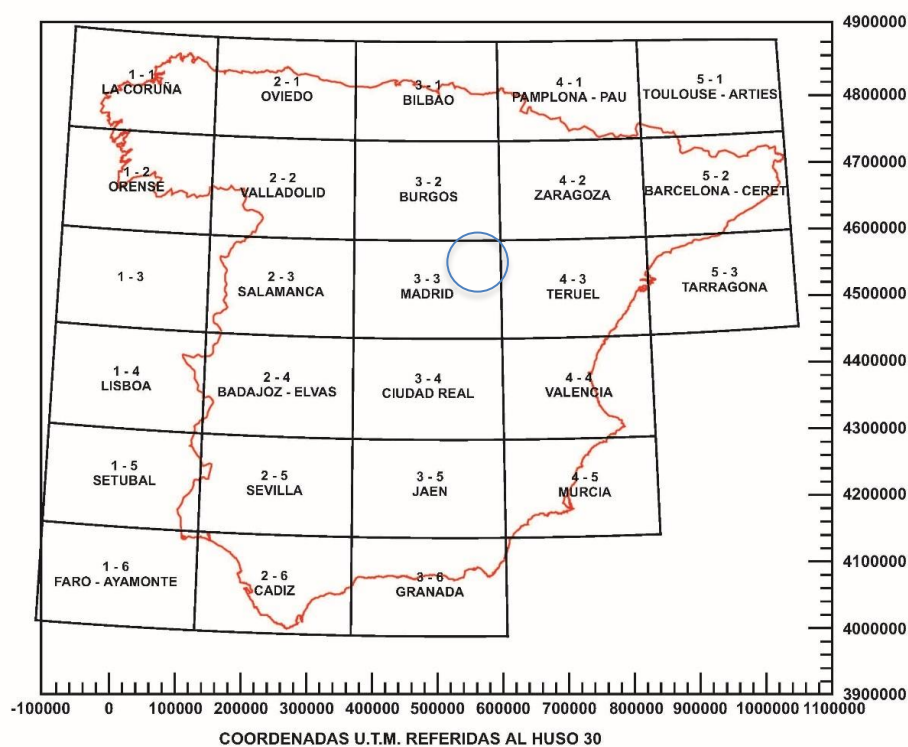 4900000
1 - 1
LA CORUÑA
2 - 1
OVIEDO
3 - 1
BILBAO
4 - 1
PAMPLONA - PAU
5 - 1
TOULOUSE - ARTIES
4800000
1 - 2
ORENSE
2 - 2
VALLADOLID
3 - 2
BURGOS
4 - 2
ZARAGOZA
5 - 2
BARCELONA - CERET
4700000
4600000
1 - 3
2 - 3
SALAMANCA
3 - 3
MADRID
4 - 3
TERUEL
5 - 3
TARRAGONA
4500000
1 - 4
LISBOA
2 - 4
BADAJOZ - ELVAS
3 - 4
CIUDAD REAL
4 - 4
VALENCIA
4400000
4300000
1 - 5
SETUBAL
2 - 5
SEVILLA
3 - 5
JAEN
4 - 5
MURCIA
4200000
1 - 6
FARO - AYAMONTE
2 - 6
CADIZ
3 - 6
GRANADA
4100000
4000000
3900000
-100000 0 100000 200000 300000 400000 500000 600000 700000 800000 900000 1000000 1100000
COORDENADAS U.T.M. REFERIDAS AL HUSO 30